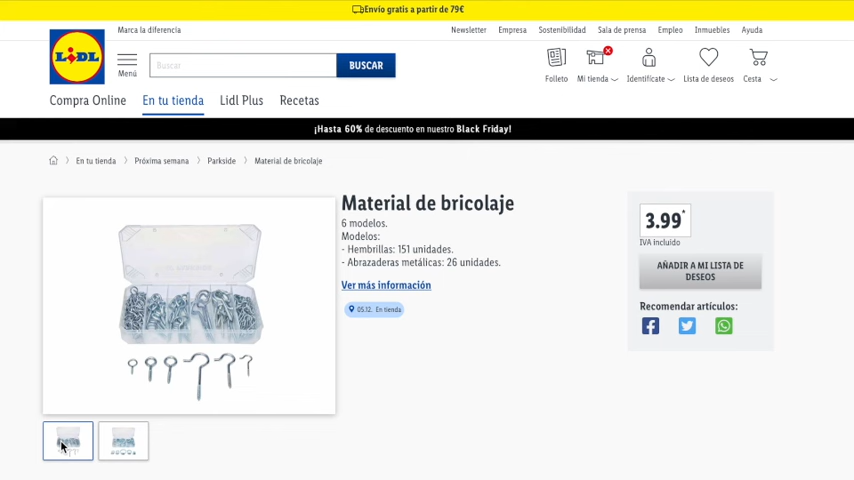 Envío gratis a partir de 79€
Marca la diferencia
Newsletter Empresa Sostenibilidad Sala de prensa Empleo Inmuebles Ayuda
LIDL
Menú
Buscar
BUSCAR
Folleto Mi tienda Identifícate Lista de deseos Cesta
Compra Online En tu tienda Lidl Plus Recetas
¡Hasta 60% de descuento en nuestro Black Friday!
En tu tienda Próxima semana Parkside Material de bricolaje
Material de bricolaje
6 modelos.
Modelos:
- Hembrillas: 151 unidades.
- Abrazaderas metálicas: 26 unidades.
Ver más información
05.12. En tienda
3.99*
IVA incluido
AÑADIR A MI LISTA DE
DESEOS
Recomendar artículos: